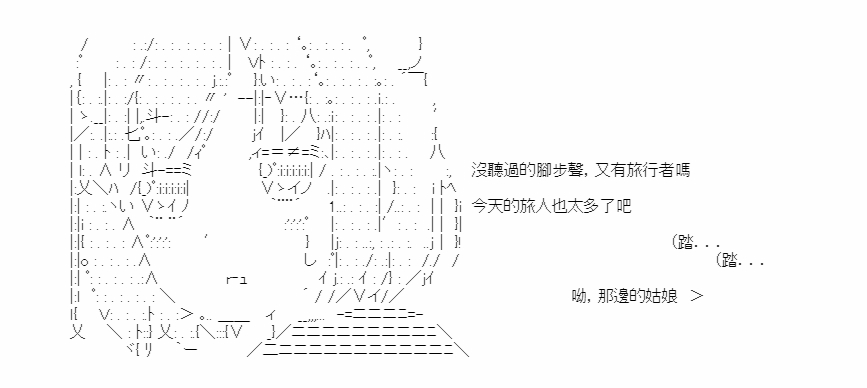 沒聽過的腳步聲，又有旅行者嗎
今天的旅人也太多了吧
（踏．．．
（踏．．．
呦，那邊的姑娘　＞